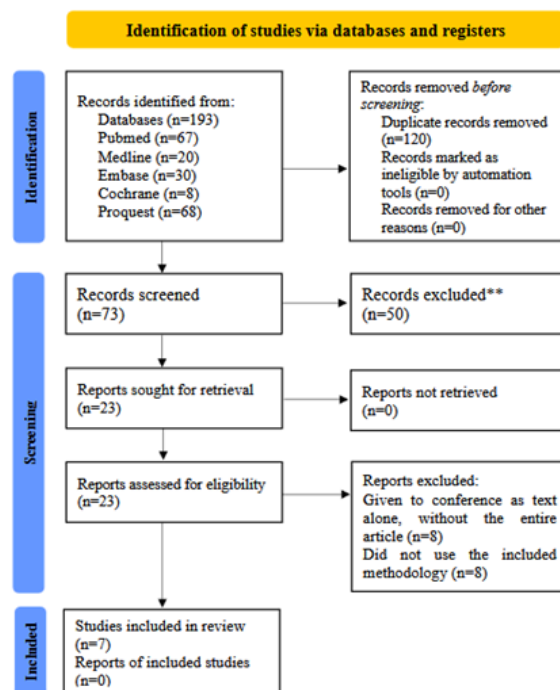 Identification of studies via databases and registers
Identification
Records identified from:
Databases (n=193)
Pubmed (n=67)
Medline (n=20)
Embase (n=30)
Cochrane (n=8)
Proquest (n=68)
Records removed before
screening:
Duplicate records removed
(n=120)
Records marked as
ineligible by automation
tools (n=0)
Records removed for other
reasons (n=0)
Screening
Records screened
(n=73)
Records excluded**
(n=50)
Reports sought for retrieval
(n=23)
Reports not retrieved
(n=0)
Reports assessed for eligibility
(n=23)
Reports excluded:
Given to conference as text
alone, without the entire
article (n=8)
Did not use the included
methodology (n=8)
Included
Studies included in review
(n=7)
Reports of included studies
(n=0)